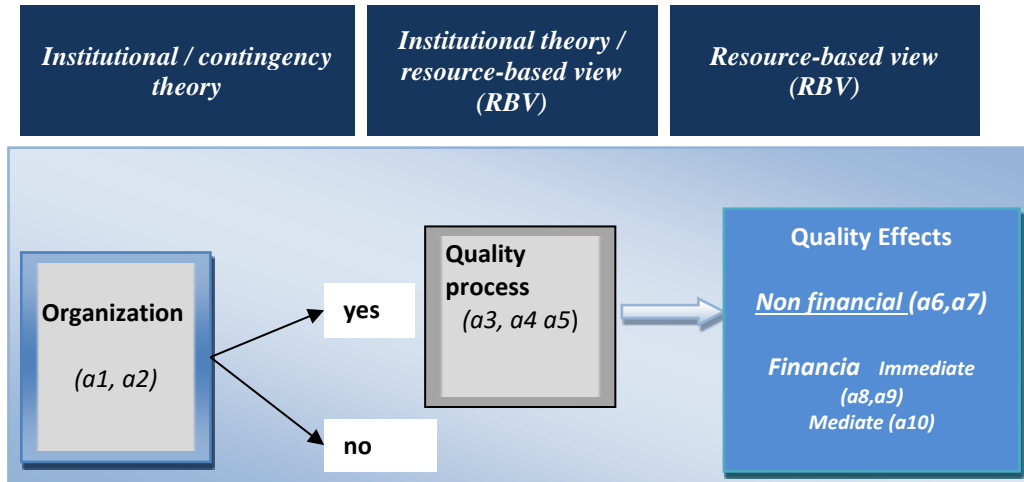 Institutional / contingency
theory
Institutional theory /
resource-based view
(RBV)
Resource-based view
(RBV)
Organization
(a1, a2)
yes
no
Quality
process
(a3, a4 a5)
Quality Effects
Non financial (a6,a7)
Financia Immediate
(a8,a9)
Mediate (a10)